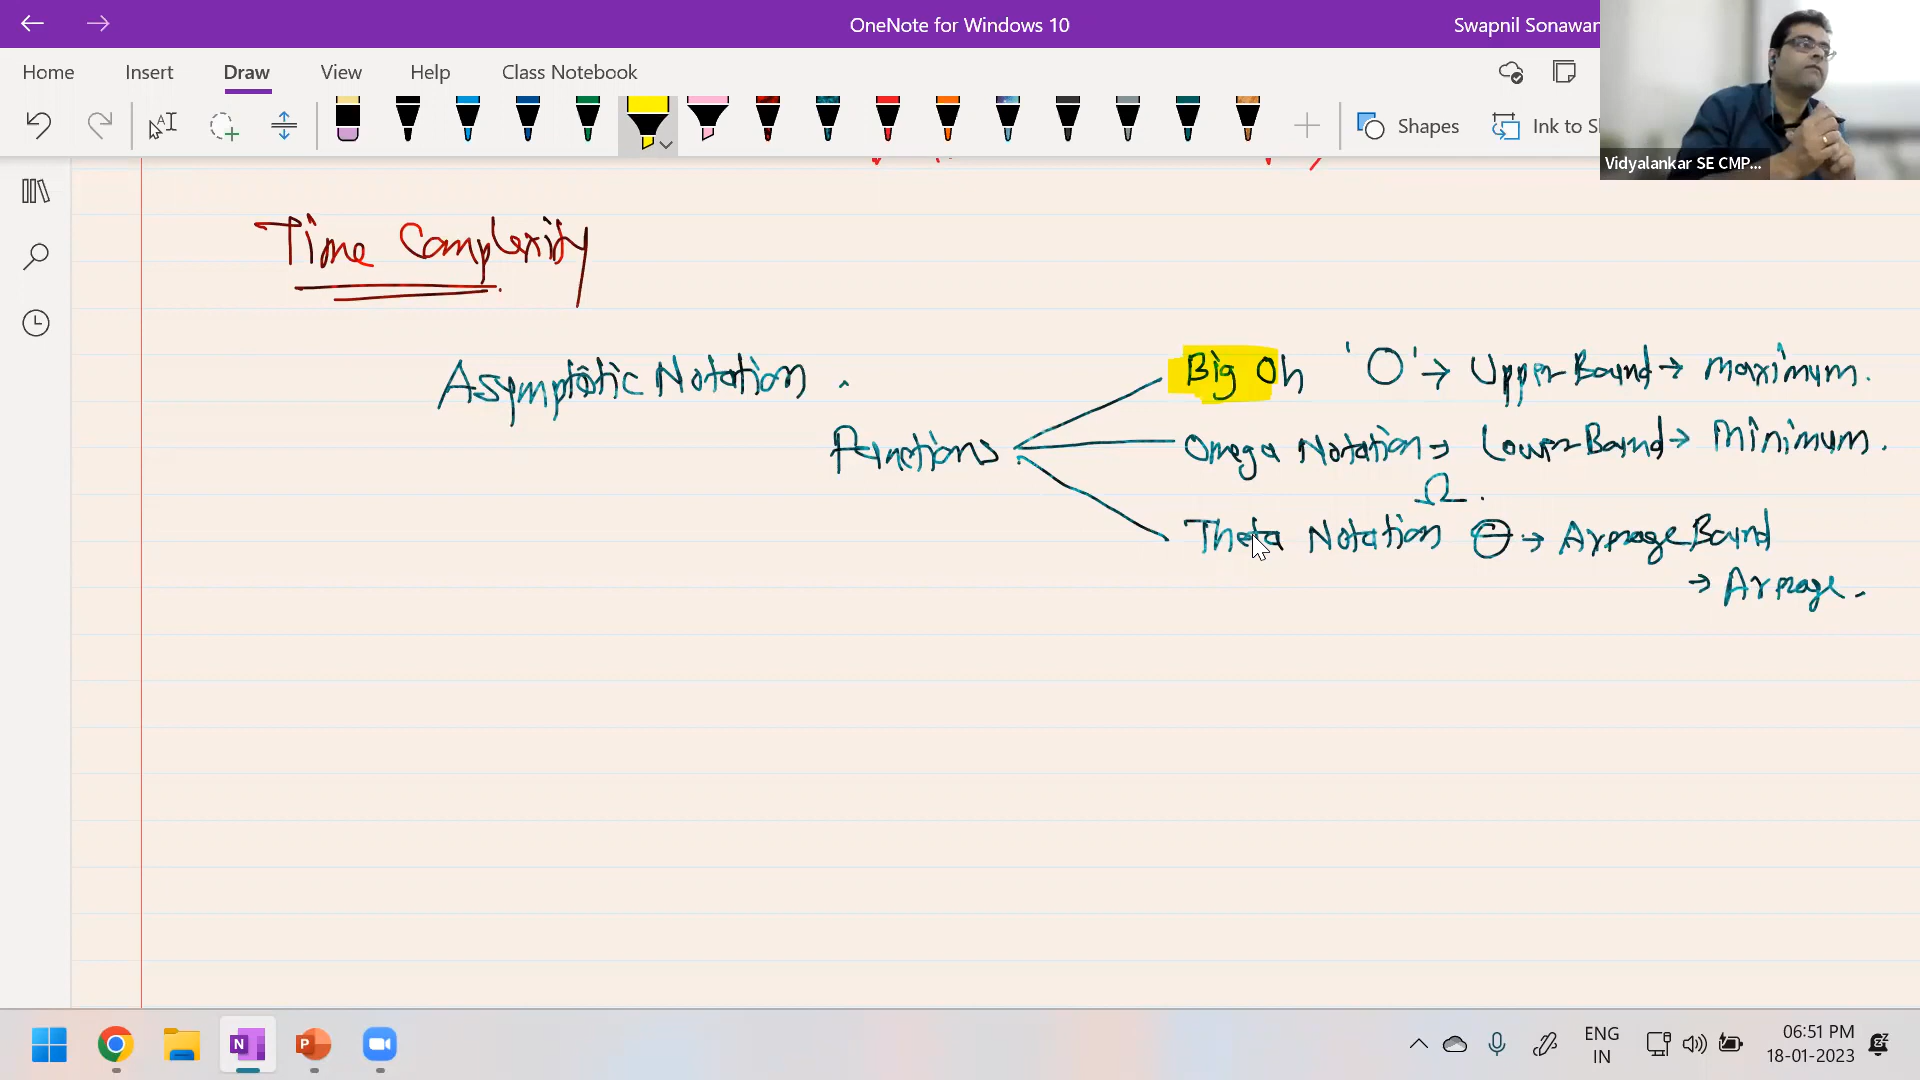 OneNote for Windows 10
Swapnil Sonawan
Home Insert Draw View Help Class Notebook
Shapes Ink to Sh
Vidyalankar SE CMP...
Time Complexity
Asymptotic Notation .
Big Oh 'O' → Upper Bound → maximum.
Functions
Omega Notation → Lower Bound → Minimum.
Ω .
Theta Notation Θ → Average Bound
→ Average.
ENG
IN
06:51 PM
18-01-2023